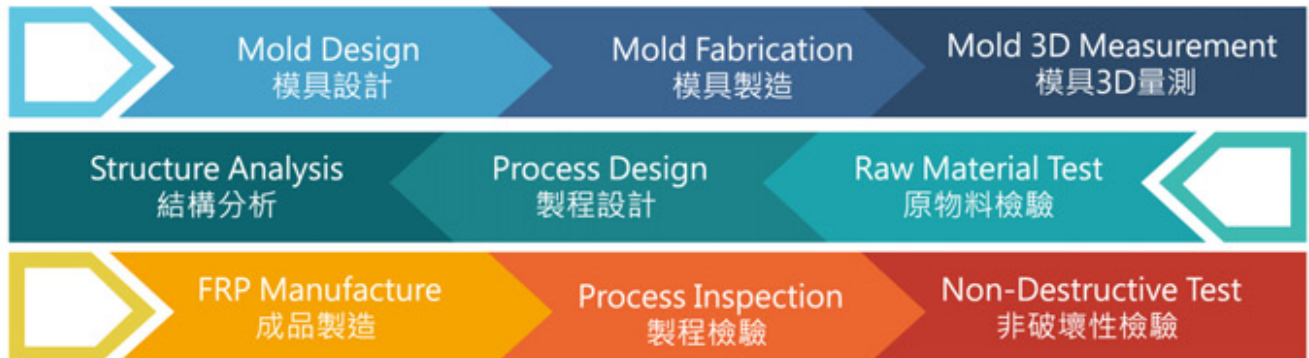 Mold Design
模具設計
Mold Fabrication
模具製造
Mold 3D Measurement
模具3D量測
Raw Material Test
原物料檢驗
Process Design
製程設計
Structure Analysis
結構分析
FRP Manufacture
成品製造
Process Inspection
製程檢驗
Non-Destructive Test
非破壞性檢驗